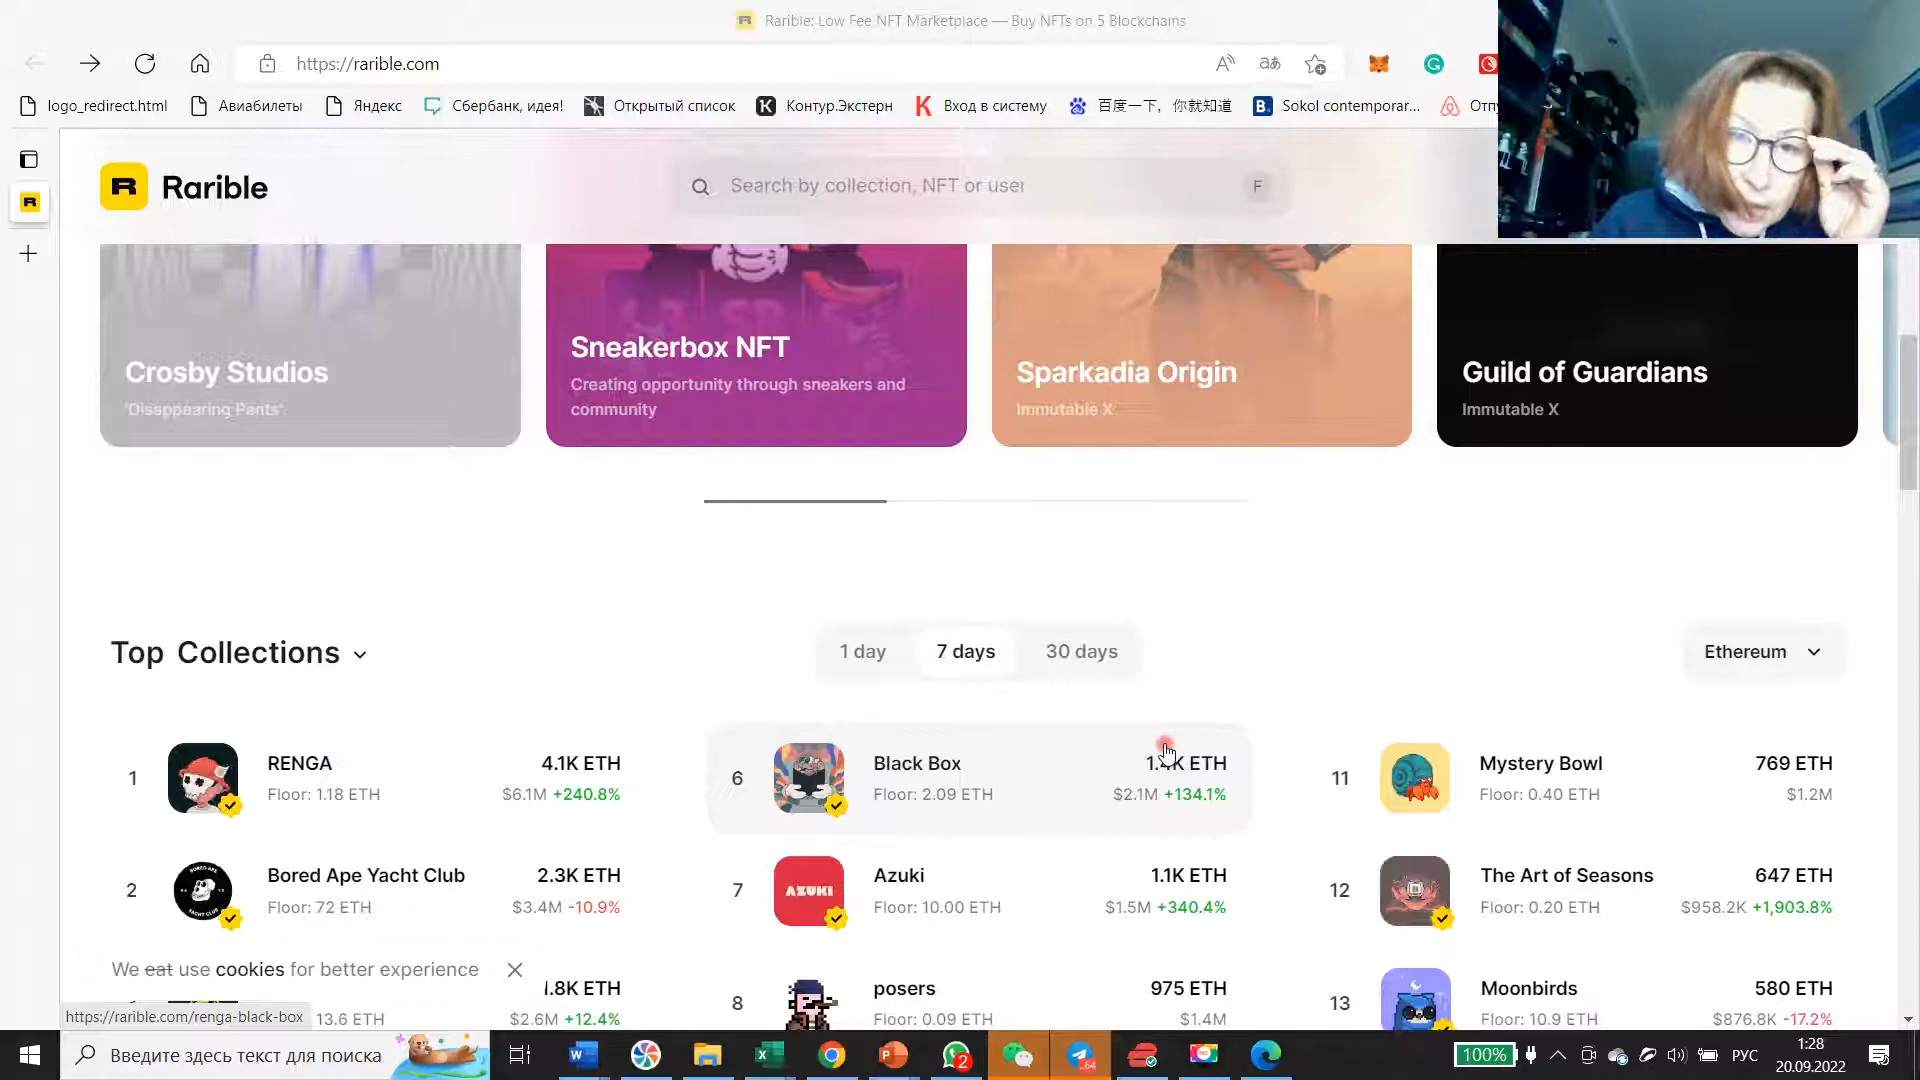 Rarible: Low Fee NFT Marketplace — Buy NFTs on 5 Blockchains
https://rarible.com
logo_redirect.html Авиабилеты Яндекс Сбербанк, идея! Открытый список Контур.Экстерн Вход в систему 百度一下，你就知道 Sokol contemporar...
Rarible
Search by collection, NFT or user
F
Crosby Studios
'Disappearing Pants'
Sneakerbox NFT
Creating opportunity through sneakers and
community
Sparkadia Origin
Immutable X
Guild of Guardians
Immutable X
Top Collections
1 day 7 days 30 days
Ethereum
1 RENGA 4.1K ETH
Floor: 1.18 ETH $6.1M +240.8%
6 Black Box 1.4K ETH
Floor: 2.09 ETH $2.1M +134.1%
11 Mystery Bowl 769 ETH
Floor: 0.40 ETH $1.2M
2 Bored Ape Yacht Club 2.3K ETH
Floor: 72 ETH $3.4M -10.9%
7 AZUKI Azuki 1.1K ETH
Floor: 10.00 ETH $1.5M +340.4%
12 The Art of Seasons 647 ETH
Floor: 0.20 ETH $958.2K +1,903.8%
We eat use cookies for better experience
1.8K ETH
13.6 ETH $2.6M +12.4%
8 posers 975 ETH
Floor: 0.09 ETH $1.4M
13 Moonbirds 580 ETH
Floor: 10.9 ETH $876.8K -17.2%
https://rarible.com/renga-black-box
Введите здесь текст для поиска
2
64
100%
РУС
1:28
20.09.2022